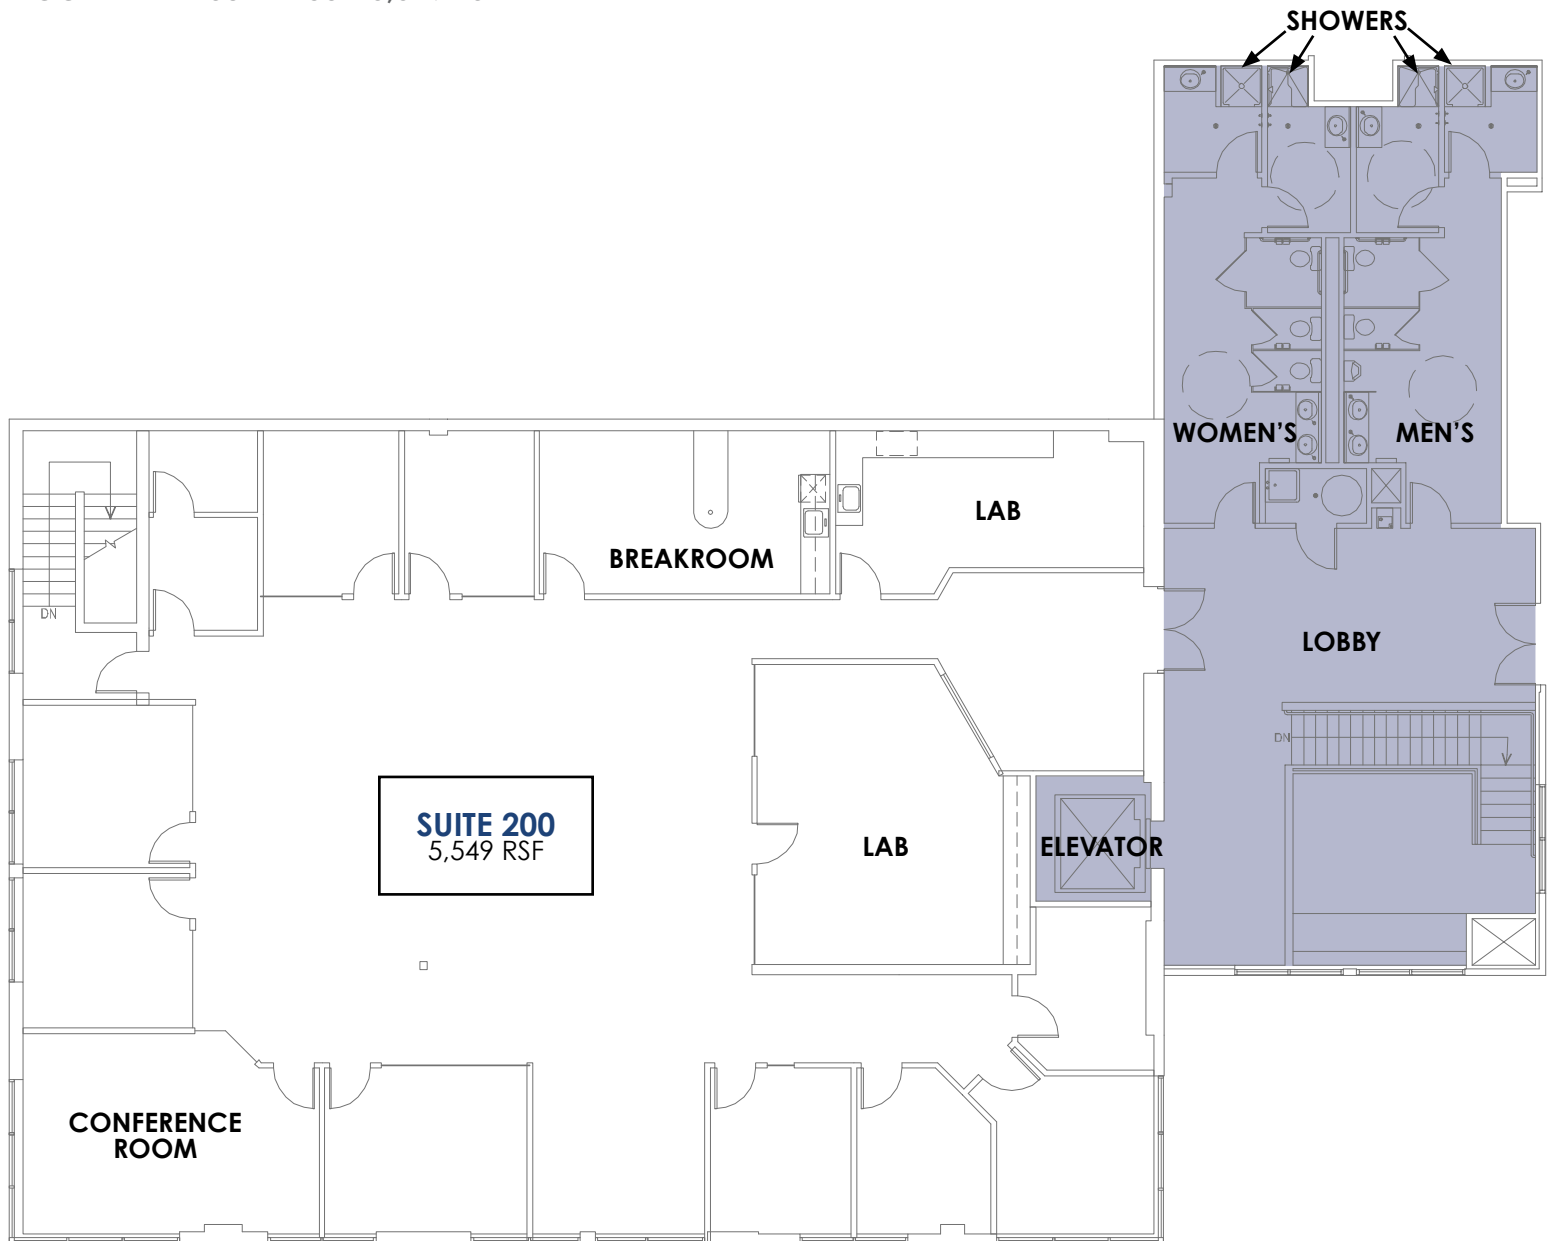 SHOWERS
WOMEN'S
MEN'S
LAB
BREAKROOM
DN
LOBBY
DN
SUITE 200
5,549 RSF
LAB
ELEVATOR
CONFERENCE
ROOM